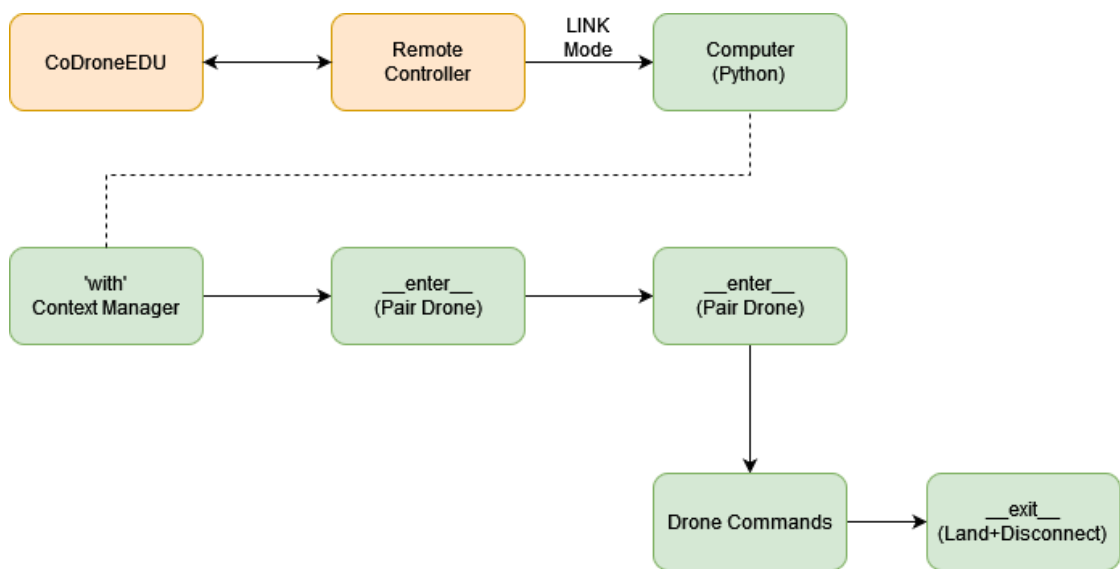 CoDroneEDU
Remote
Controller
LINK
Mode
Computer
(Python)
'with'
Context Manager
__enter__
(Pair Drone)
__enter__
(Pair Drone)
Drone Commands
__exit__
(Land+Disconnect)